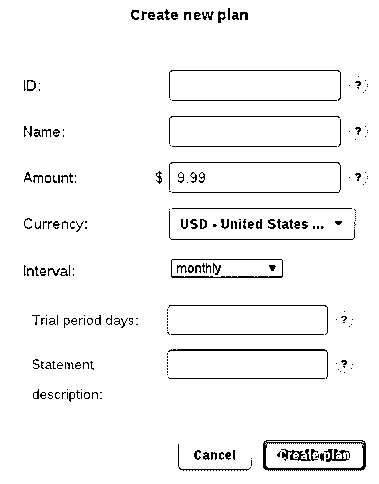 Create new plan
ID:
?
Name:
?
Amount:
$ 9.99
?
Currency:
USD - United States ...
Interval:
monthly
Trial period days:
?
Statement
description:
?
Cancel
Create plan